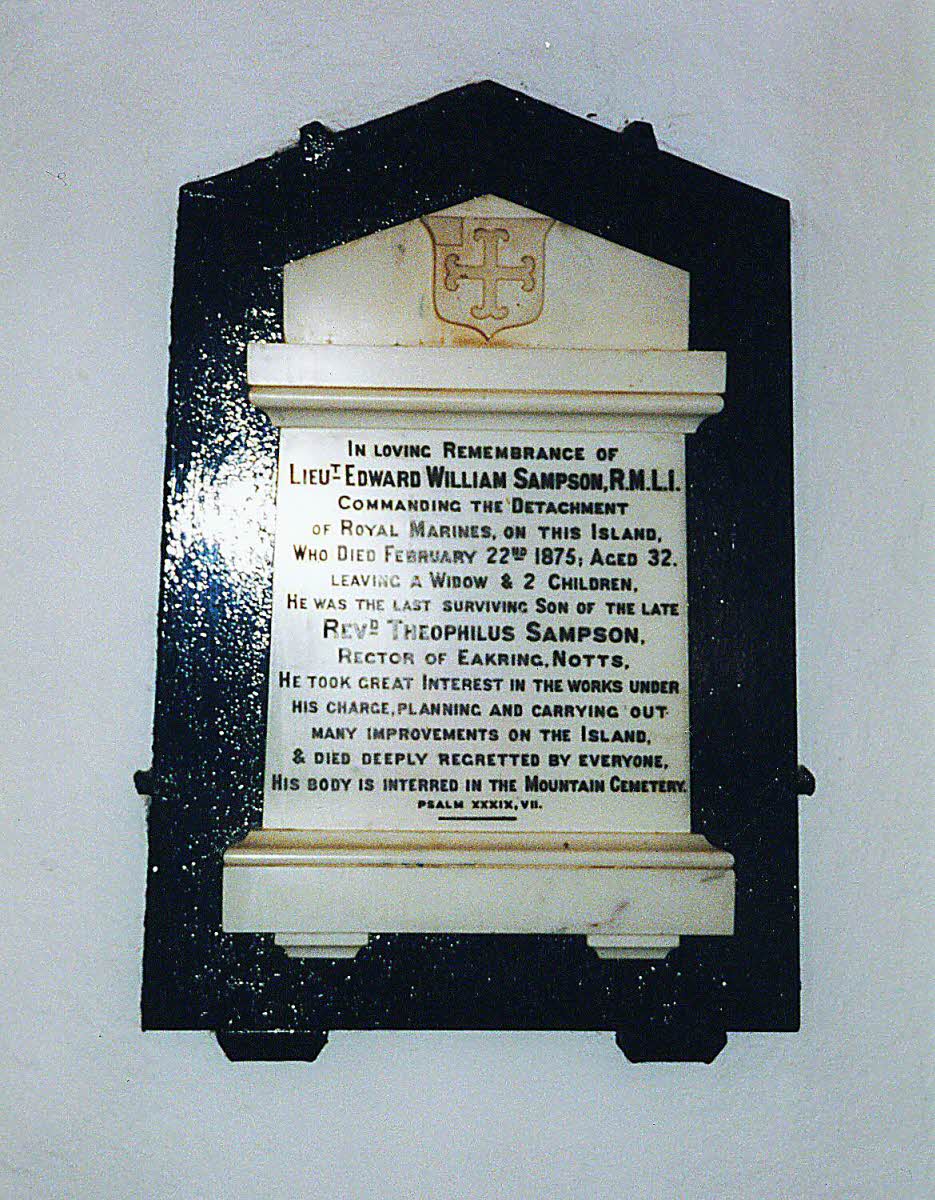 IN LOVING REMEMBRANCE OF
LIEUT EDWARD WILLIAM SAMPSON, R.M.L.I.
COMMANDING THE DETACHMENT
OF ROYAL MARINES, ON THIS ISLAND,
WHO DIED FEBRUARY 22ND 1875; AGED 32.
LEAVING A WIDOW & 2 CHILDREN,
HE WAS THE LAST SURVIVING SON OF THE LATE
REVD THEOPHILUS SAMPSON,
RECTOR OF EAKRING, NOTTS,
HE TOOK GREAT INTEREST IN THE WORKS UNDER
HIS CHARGE, PLANNING AND CARRYING OUT
MANY IMPROVEMENTS ON THE ISLAND,
& DIED DEEPLY REGRETTED BY EVERYONE,
HIS BODY IS INTERRED IN THE MOUNTAIN CEMETERY.
PSALM XXXIX, VII.